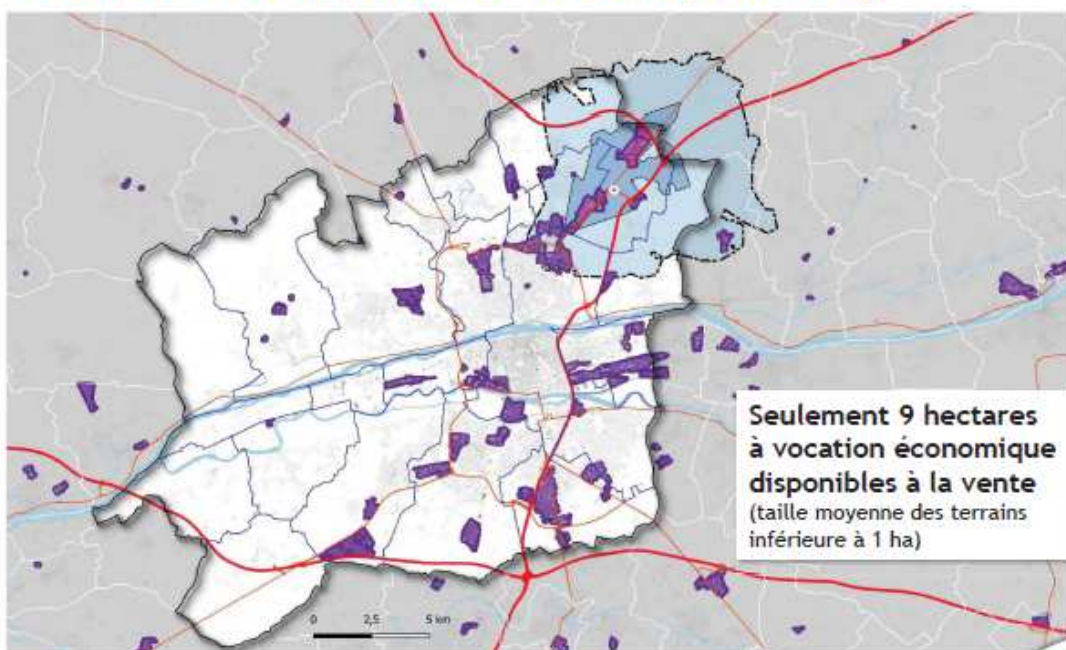 Seulement 9 hectares
à vocation économique
disponibles à la vente
(taille moyenne des terrains
inférieure à 1 ha)
0 2,5 5 km